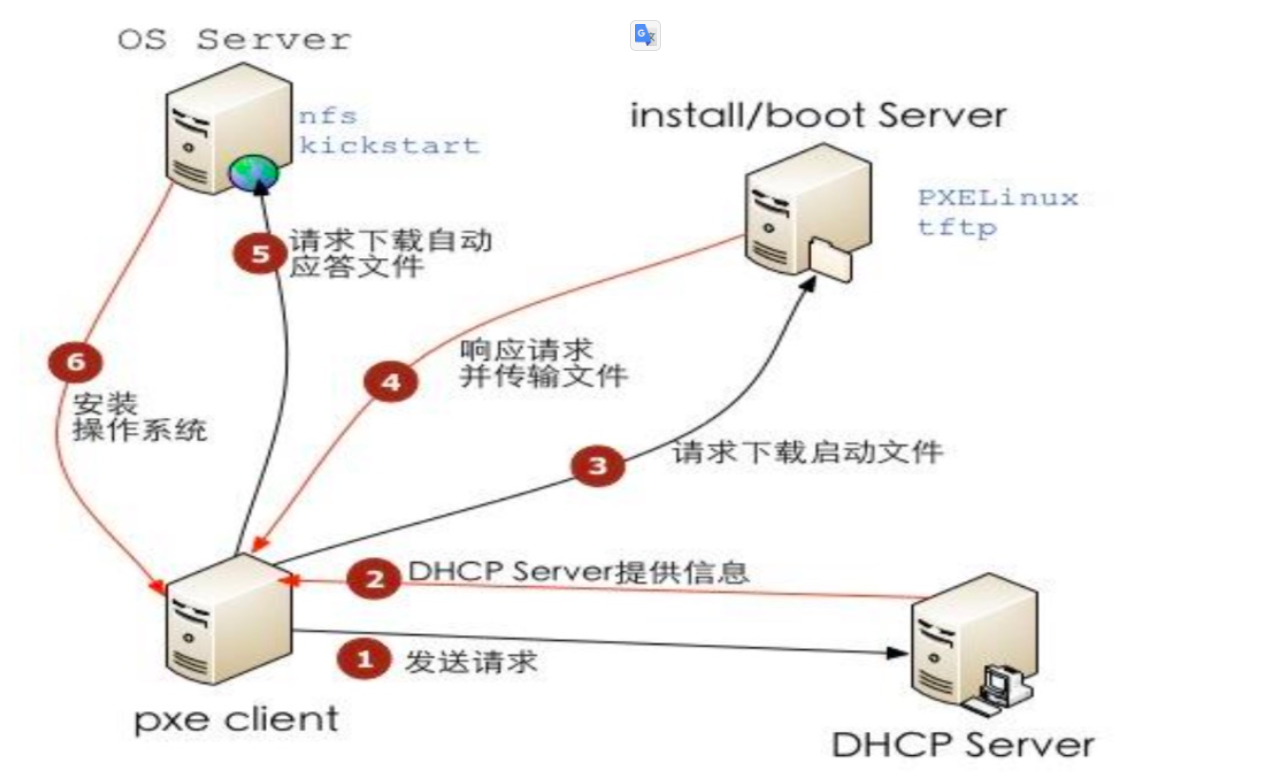 OS Server
nfs
kickstart
install/boot Server
PXELinux
tftp
5
请求下载自动
应答文件
6
安装
操作系统
4
响应请求
并传输文件
3
请求下载启动文件
2
DHCP Server提供信息
1
发送请求
pxe client
DHCP Server